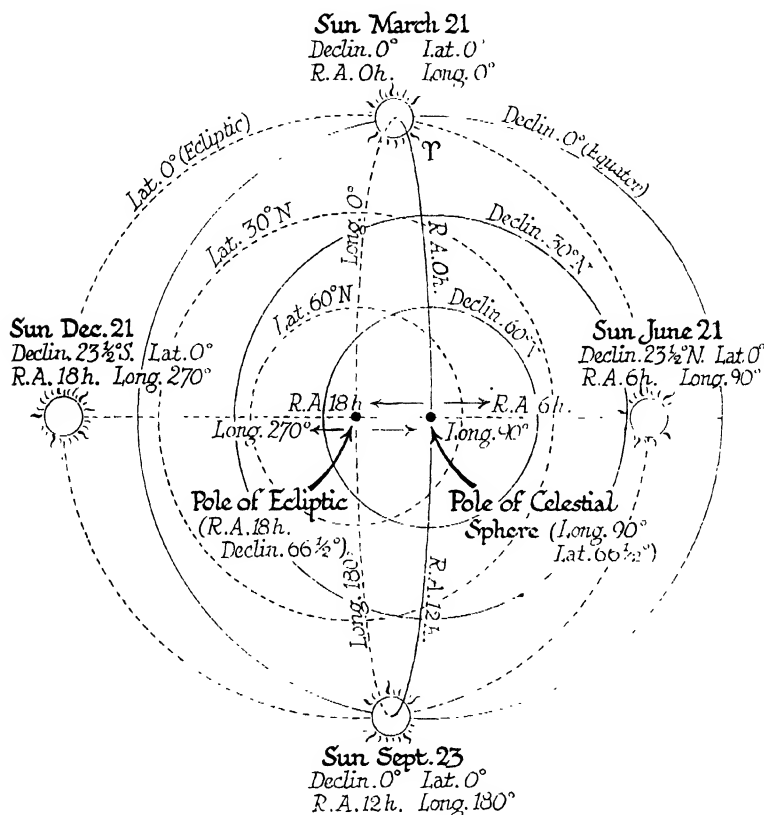 Sun March 21
Declin. 0° Lat. 0°
R.A. 0h. Long. 0°
Lat. 0° (Ecliptic)
Declin. 0° (Equator)
♈
Lat. 30° N
Long. 0°
R.A. 0h.
Declin. 30° N
Lat. 60° N
Declin. 60° N
Sun Dec. 21
Declin. 23½° S. Lat. 0°
R.A. 18h. Long. 270°
Sun June 21
Declin. 23½° N. Lat. 0°
R.A. 6h. Long. 90°
R.A. 18h
R.A. 6h.
Long. 270°
Long. 90°
Pole of Ecliptic
(R.A. 18h.
Declin. 66½°)
Pole of Celestial
Sphere (Long. 90°
Lat. 66½°)
Long. 180°
R.A. 12h.
Sun Sept. 23
Declin. 0° Lat. 0°
R.A. 12h. Long. 180°